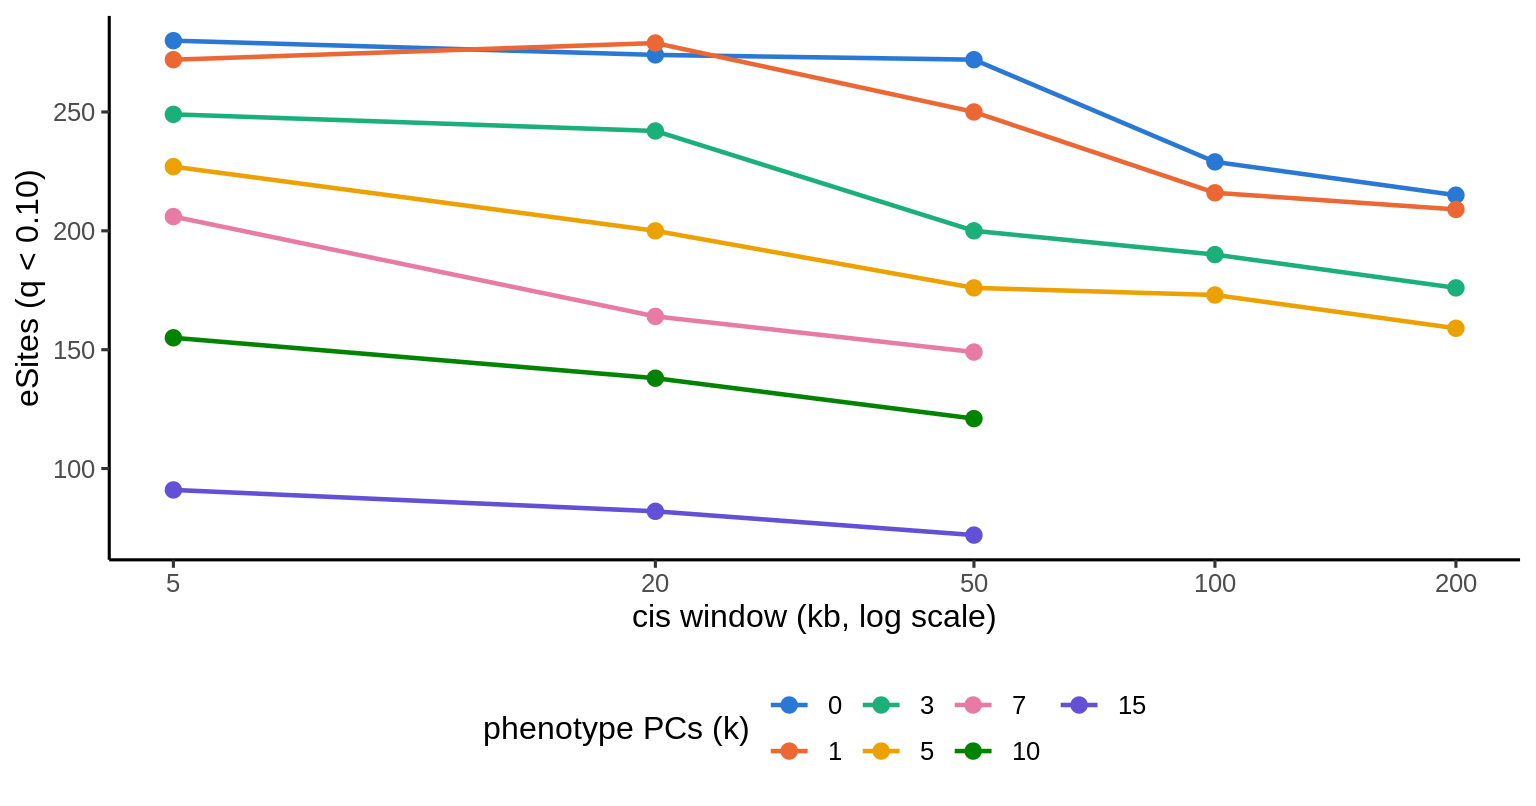 eSites (q < 0.10)
250
200
150
100
5 20 50 100 200
cis window (kb, log scale)
phenotype PCs (k)
0 3 7 15
1 5 10